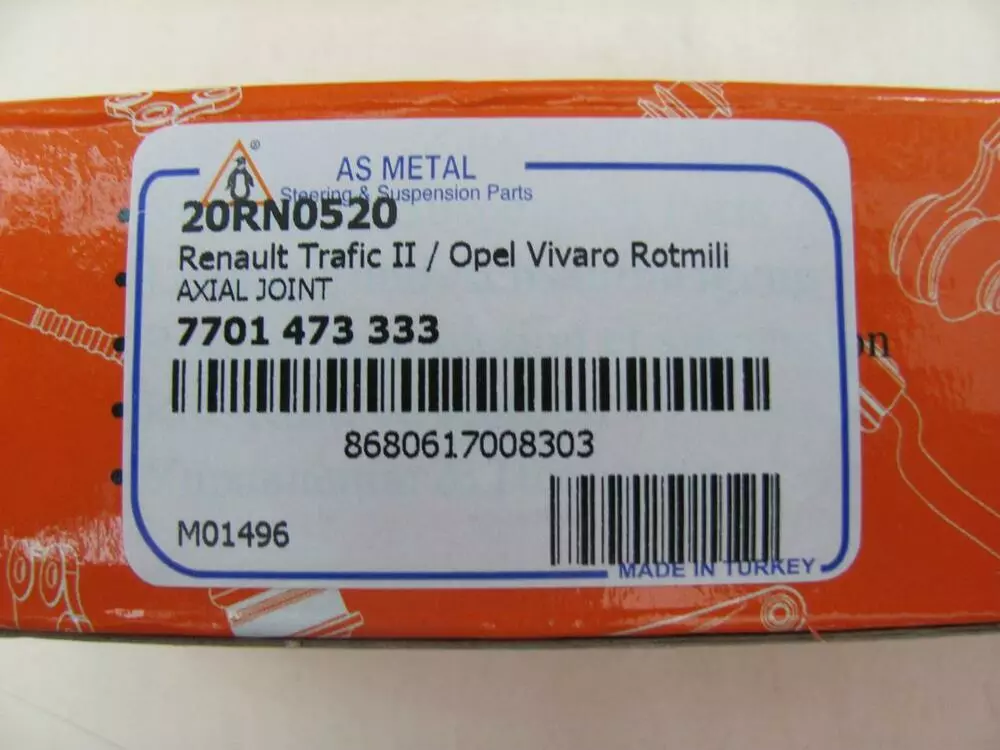 ®
AS METAL
Steering & Suspension Parts
20RN0520
Renault Trafic II / Opel Vivaro Rotmili
AXIAL JOINT
7701 473 333
on
8680617008303
M01496
MADE IN TURKEY